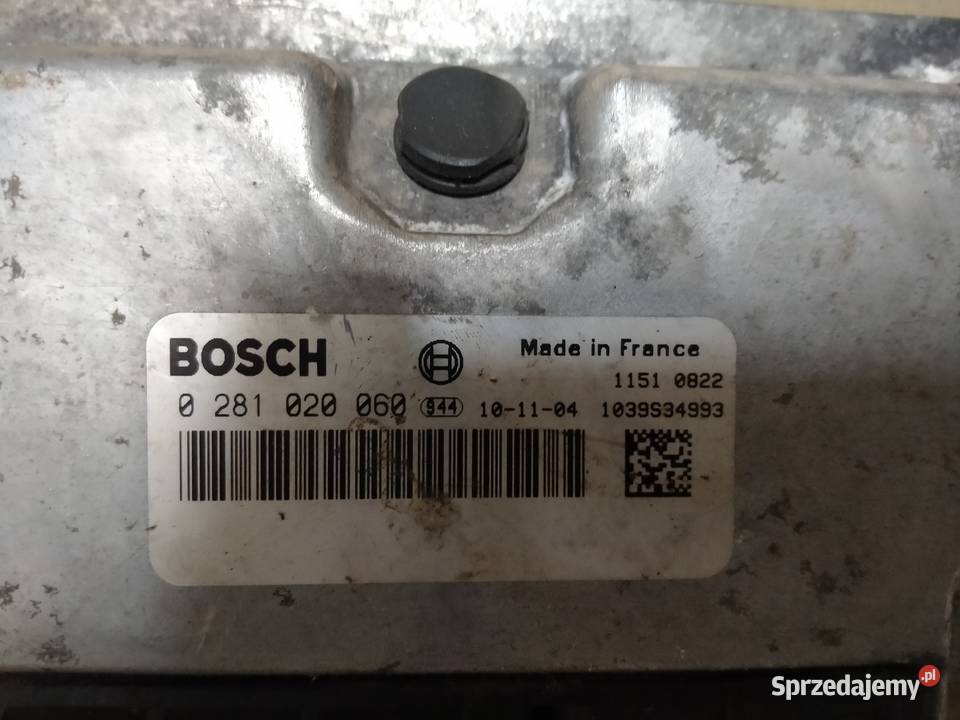 BOSCH
Made in France
1151 0822
0 281 020 060 944 10-11-04 1039S34993
Sprzedajemy.pl